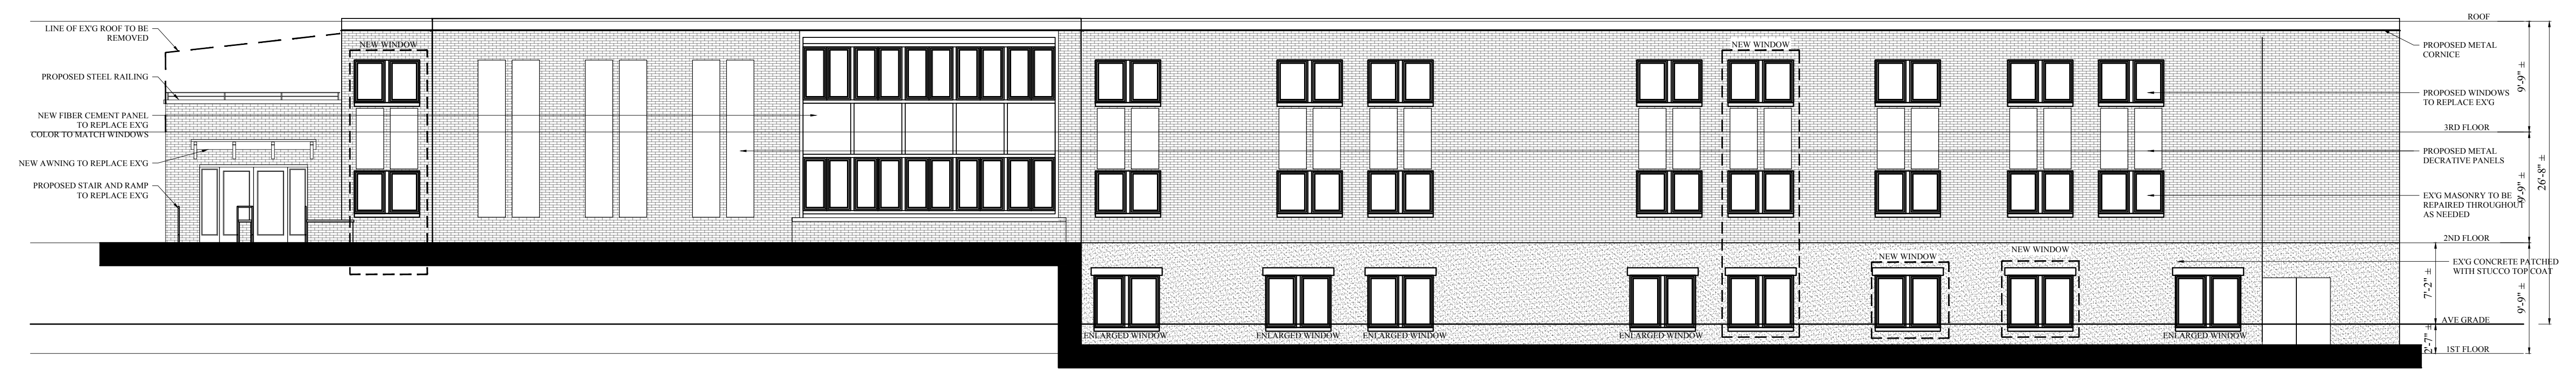 LINE OF EX'G ROOF TO BE
REMOVED
PROPOSED STEEL RAILING
NEW FIBER CEMENT PANEL
TO REPLACE EX'G
COLOR TO MATCH WINDOWS
NEW AWNING TO REPLACE EX'G
PROPOSED STAIR AND RAMP
TO REPLACE EX'G
NEW WINDOW
NEW WINDOW
NEW WINDOW
NEW WINDOW
ENLARGED WINDOW
ENLARGED WINDOW
ENLARGED WINDOW
ENLARGED WINDOW
ENLARGED WINDOW
ROOF
PROPOSED METAL
CORNICE
PROPOSED WINDOWS
TO REPLACE EX'G
3RD FLOOR
PROPOSED METAL
DECRATIVE PANELS
EX'G MASONRY TO BE
REPAIRED THROUGHOUT
AS NEEDED
2ND FLOOR
EX'G CONCRETE PATCHED
WITH STUCCO TOP COAT
AVE GRADE
1ST FLOOR
9'-9" ±
9'-9" ±
9'-9" ±
26'-8" ±
7'-2" ±
2'-7" ±